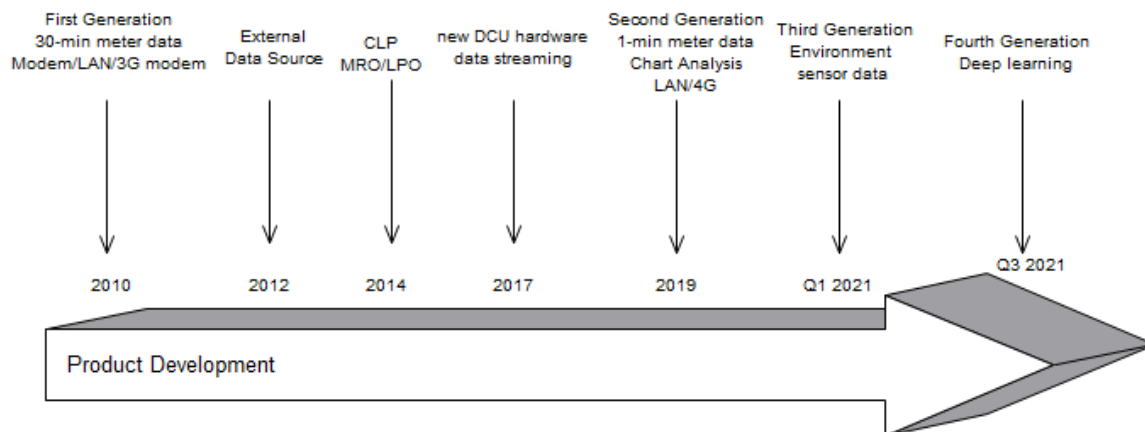 First Generation
30-min meter data
Modem/LAN/3G modem
External
Data Source
CLP
MRO/LPO
new DCU hardware
data streaming
Second Generation
1-min meter data
Chart Analysis
LAN/4G
Third Generation
Environment
sensor data
Fourth Generation
Deep learning
2010
2012
2014
2017
2019
Q1 2021
Q3 2021
Product Development